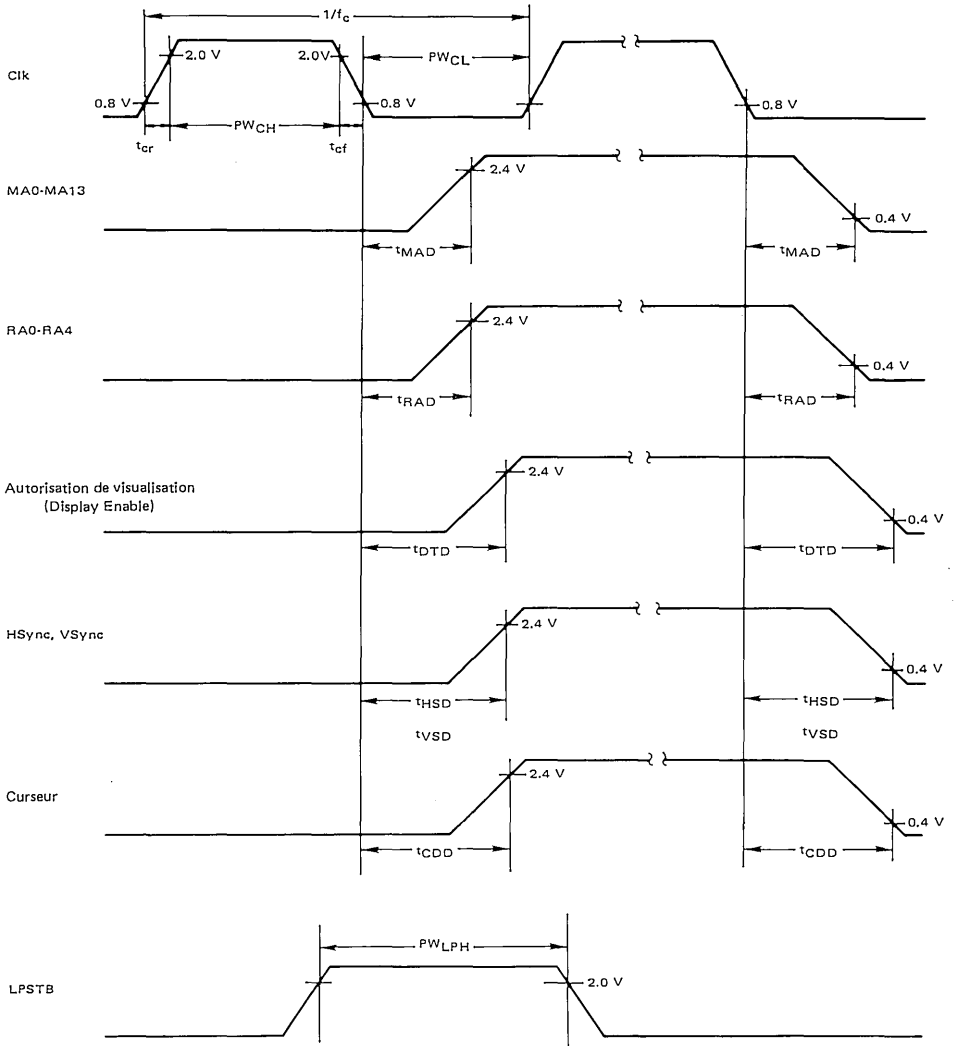 1/fc
2.0 V 2.0V PWCL
Clk
0.8 V 0.8 V 0.8 V
PWCH
tcr tcf
MA0-MA13
2.4 V 0.4 V
tMAD tMAD
RA0-RA4
2.4 V 0.4 V
tRAD tRAD
Autorisation de visualisation
(Display Enable)
2.4 V 0.4 V
tDTD tDTD
HSync, VSync
2.4 V 0.4 V
tHSD tHSD
tVSD tVSD
Curseur
2.4 V 0.4 V
tCDD tCDD
PWLPH
LPSTB
2.0 V